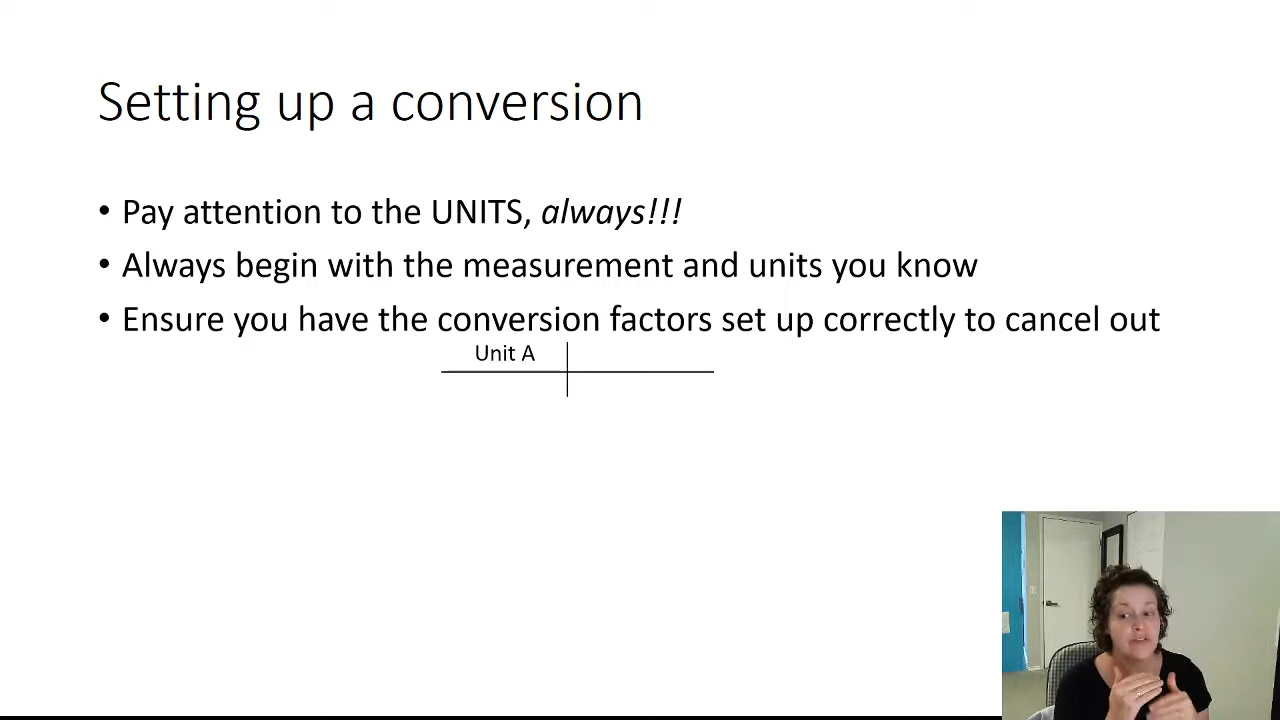 Setting up a conversion
• Pay attention to the UNITS, always!!!
• Always begin with the measurement and units you know
• Ensure you have the conversion factors set up correctly to cancel out
Unit A